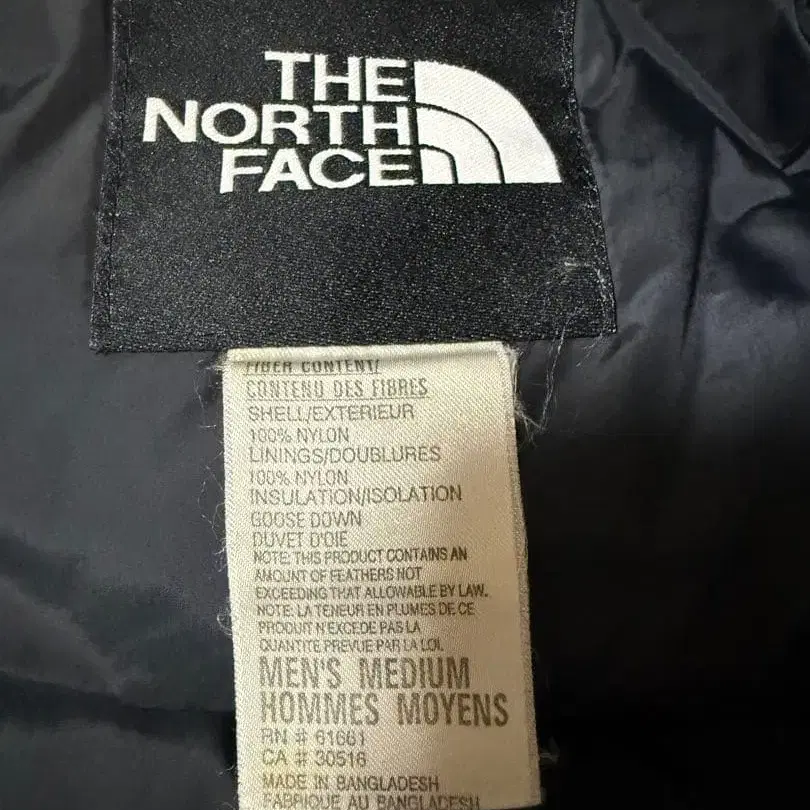 THE
NORTH
FACE
FIBER CONTENT/
CONTENU DES FIBRES
SHELL/EXTERIEUR
100% NYLON
LININGS/DOUBLURES
100% NYLON
INSULATION/ISOLATION
GOOSE DOWN
DUVET D'OIE
NOTE: THIS PRODUCT CONTAINS AN
AMOUNT OF FEATHERS NOT
EXCEEDING THAT ALLOWABLE BY LAW.
NOTE: LA TENEUR EN PLUMES DE CE
PRODUIT N'EXCEDE PAS LA
QUANTITE PREVUE PAR LA LOI.
MEN'S MEDIUM
HOMMES MOYENS
RN # 61661
CA # 30516
MADE IN BANGLADESH
FABRIQUE AU BANGLADESH